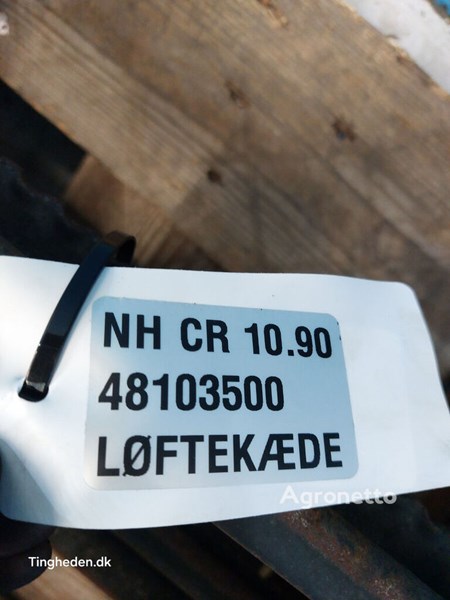 NH CR 10.90
48103500
LØFTEKÆDE
Agronetto
Tingheden.dk